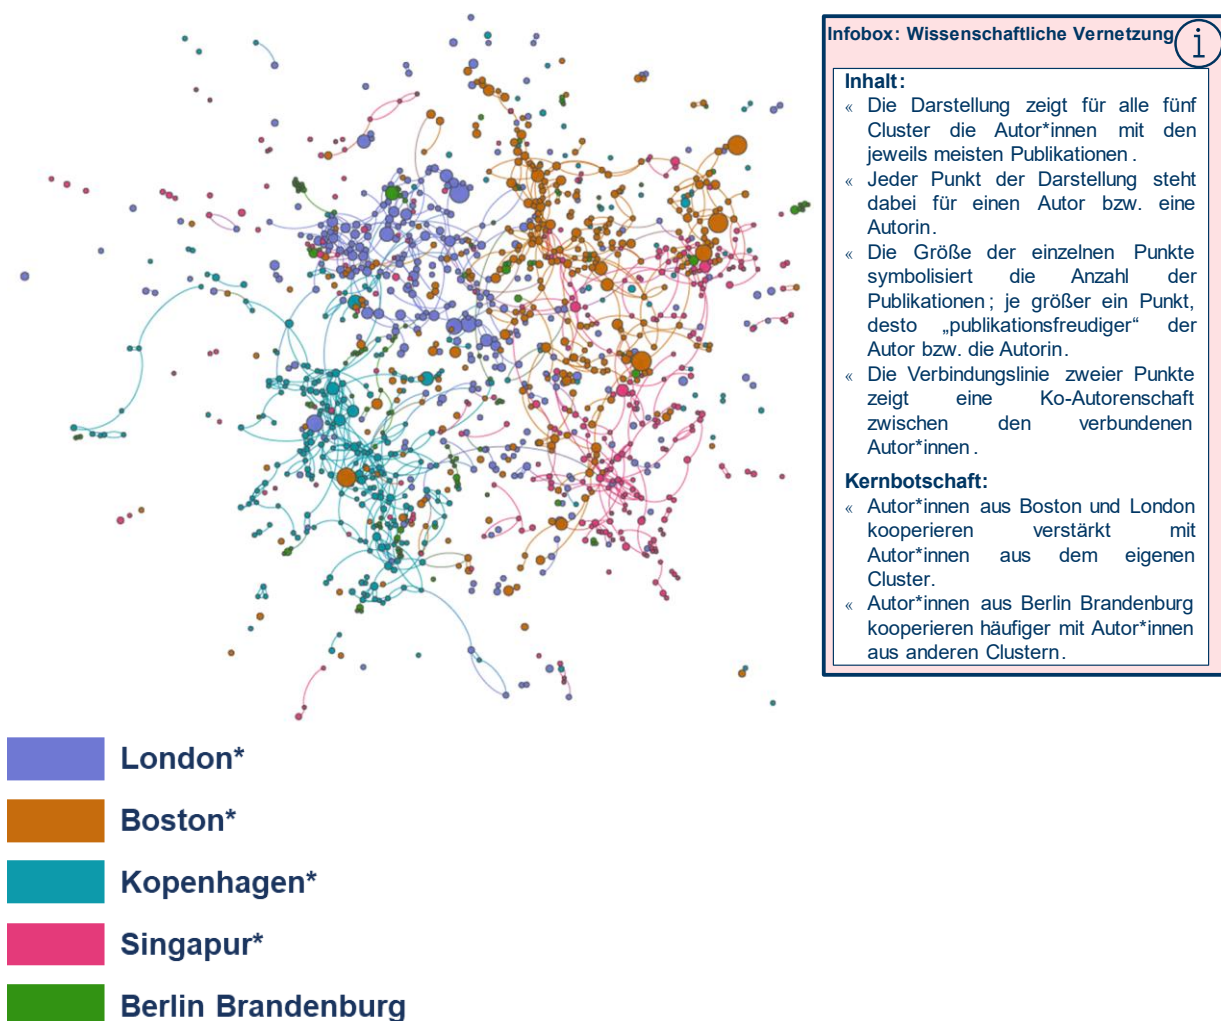 Infobox: Wissenschaftliche Vernetzung
i
Inhalt:
« Die Darstellung zeigt für alle fünf
Cluster die Autor*innen mit den
jeweils meisten Publikationen.
« Jeder Punkt der Darstellung steht
dabei für einen Autor bzw. eine
Autorin.
« Die Größe der einzelnen Punkte
symbolisiert die Anzahl der
Publikationen; je größer ein Punkt,
desto „publikationsfreudiger“ der
Autor bzw. die Autorin.
« Die Verbindungslinie zweier Punkte
zeigt eine Ko-Autorenschaft
zwischen den verbundenen
Autor*innen.
Kernbotschaft:
« Autor*innen aus Boston und London
kooperieren verstärkt mit
Autor*innen aus dem eigenen
Cluster.
« Autor*innen aus Berlin Brandenburg
kooperieren häufiger mit Autor*innen
aus anderen Clustern.
London*
Boston*
Kopenhagen*
Singapur*
Berlin Brandenburg